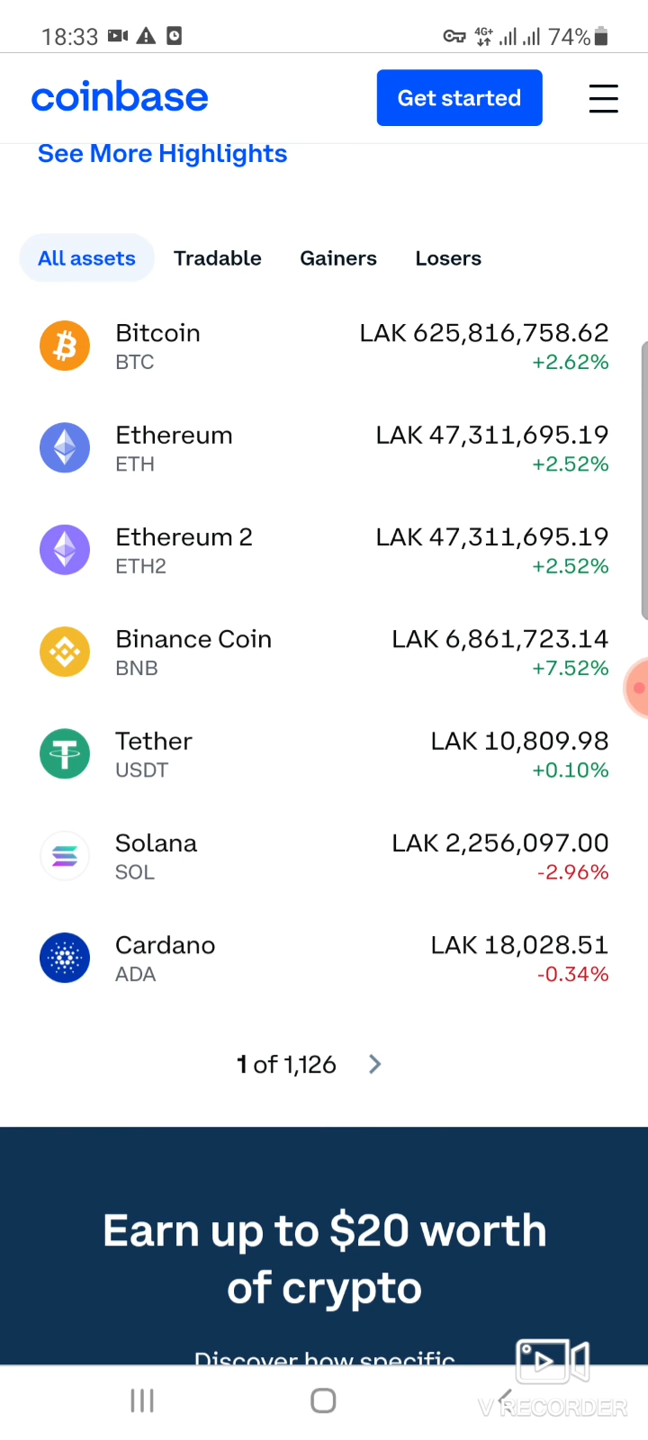 18:33 4G+ 74%
coinbase Get started
See More Highlights
All assets Tradable Gainers Losers
Bitcoin LAK 625,816,758.62
BTC +2.62%
Ethereum LAK 47,311,695.19
ETH +2.52%
Ethereum 2 LAK 47,311,695.19
ETH2 +2.52%
Binance Coin LAK 6,861,723.14
BNB +7.52%
Tether LAK 10,809.98
USDT +0.10%
Solana LAK 2,256,097.00
SOL -2.96%
Cardano LAK 18,028.51
ADA -0.34%
1 of 1,126
Earn up to $20 worth
of crypto
Discover how specific
V RECORDER